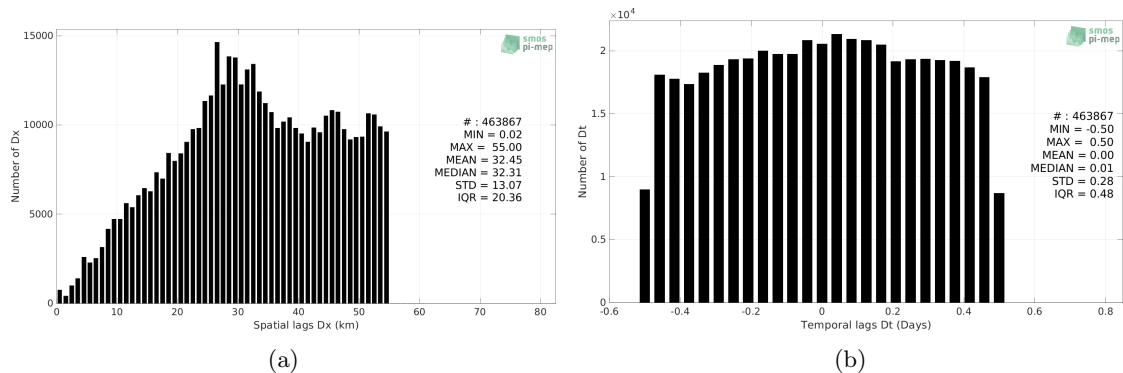 15000
10000
5000
0
Number of Dx
0 10 20 30 40 50 60 70 80
Spatial lags Dx (km)
smos
pi-mep
# : 463867
MIN = 0.02
MAX = 55.00
MEAN = 32.45
MEDIAN = 32.31
STD = 13.07
IQR = 20.36
(a)
×10⁴
2
1.5
1
0.5
0
Number of Dt
-0.6 -0.4 -0.2 0 0.2 0.4 0.6 0.8
Temporal lags Dt (Days)
smos
pi-mep
# : 463867
MIN = -0.50
MAX = 0.50
MEAN = 0.00
MEDIAN = 0.01
STD = 0.28
IQR = 0.48
(b)